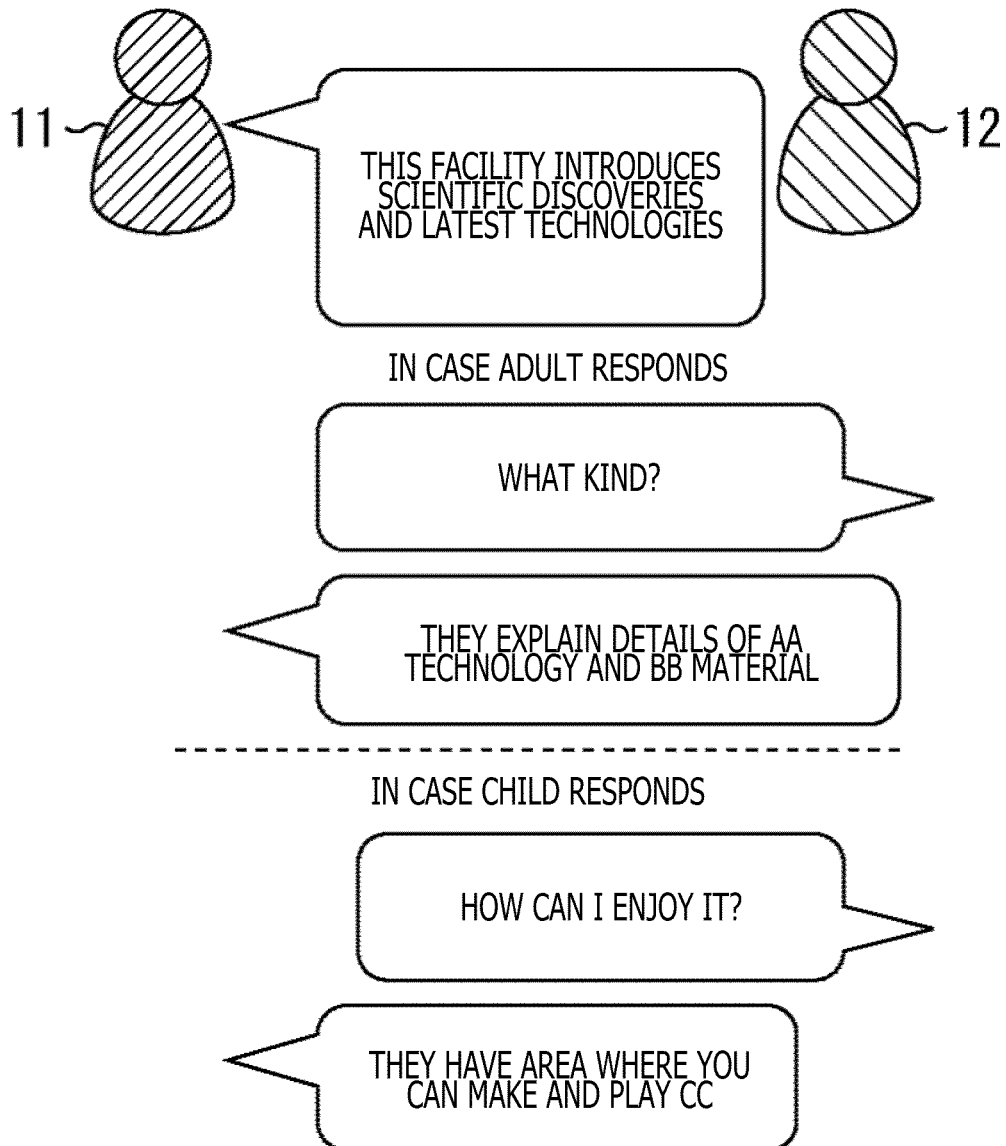 11
12
THIS FACILITY INTRODUCES
SCIENTIFIC DISCOVERIES
AND LATEST TECHNOLOGIES
IN CASE ADULT RESPONDS
WHAT KIND?
THEY EXPLAIN DETAILS OF AA
TECHNOLOGY AND BB MATERIAL
IN CASE CHILD RESPONDS
HOW CAN I ENJOY IT?
THEY HAVE AREA WHERE YOU
CAN MAKE AND PLAY CC